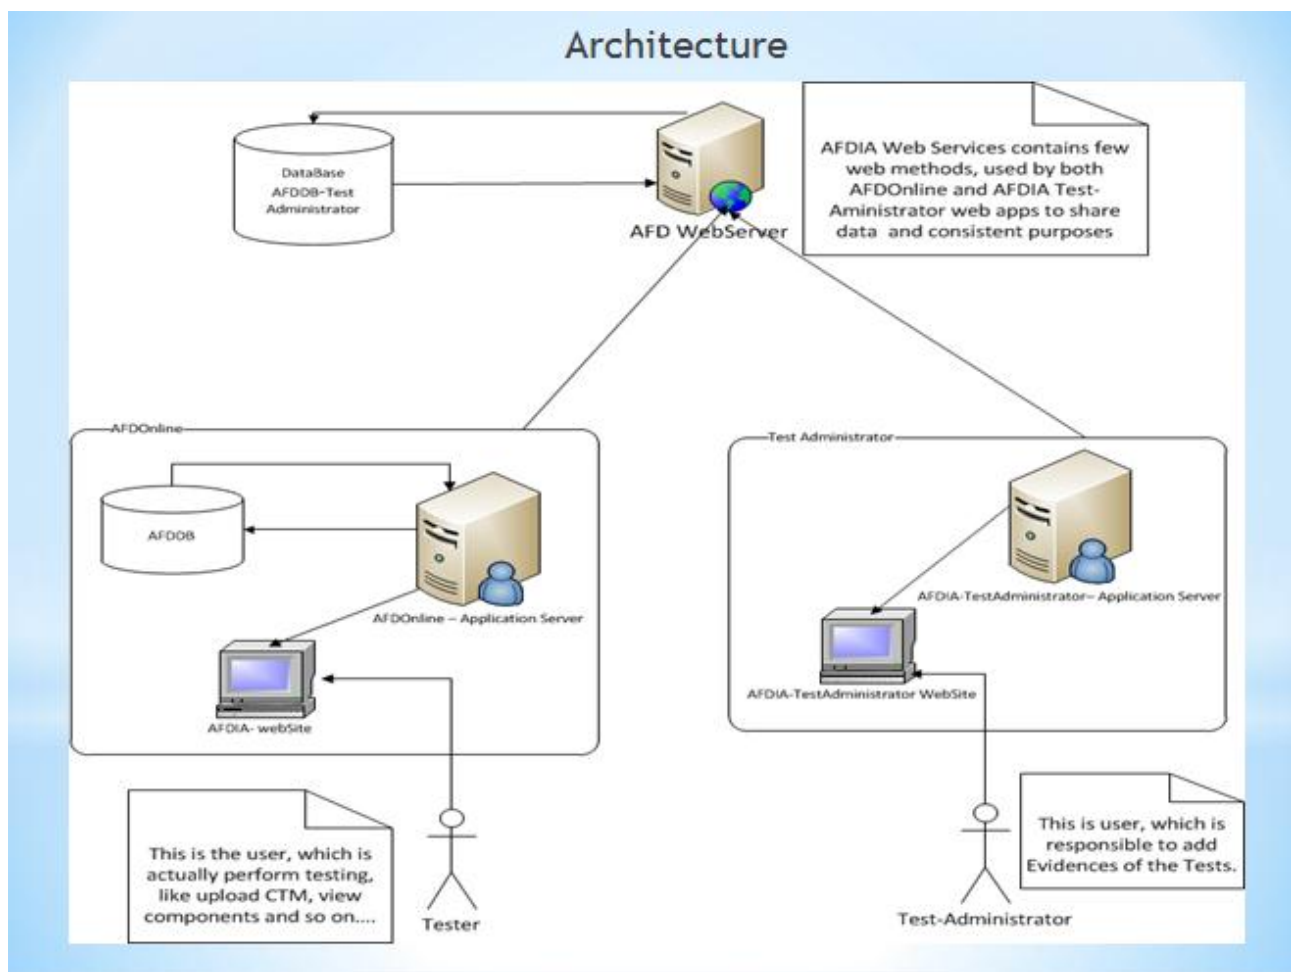 Architecture
DataBase
AFDDB-Test
Administrator
AFD WebServer
AFDIA Web Services contains few
web methods, used by both
AFDOnline and AFDIA Test-
Aministrator web apps to share
data and consistent purposes
AFDOnline
AFDDB
AFDOnline – Application Server
AFDIA- webSite
Test Administrator
AFDIA-TestAdministrator– Application Server
AFDIA-TestAdministrator WebSite
This is the user, which is
actually perform testing,
like upload CTM, view
components and so on....
Tester
Test-Administrator
This is user, which is
responsible to add
Evidences of the Tests.